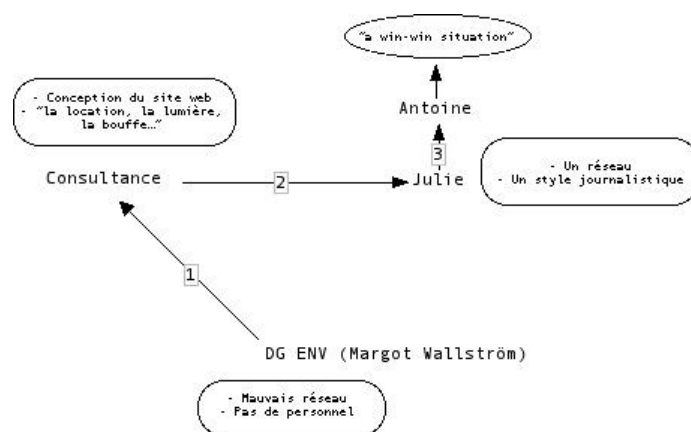 "a win-win situation"
- Conception du site web
- "la location, la lumière,
la bouffe…"
Antoine
3
Consultance
2
Julie
- Un réseau
- Un style journalistique
1
DG ENV (Margot Wallström)
- Mauvais réseau
- Pas de personnel